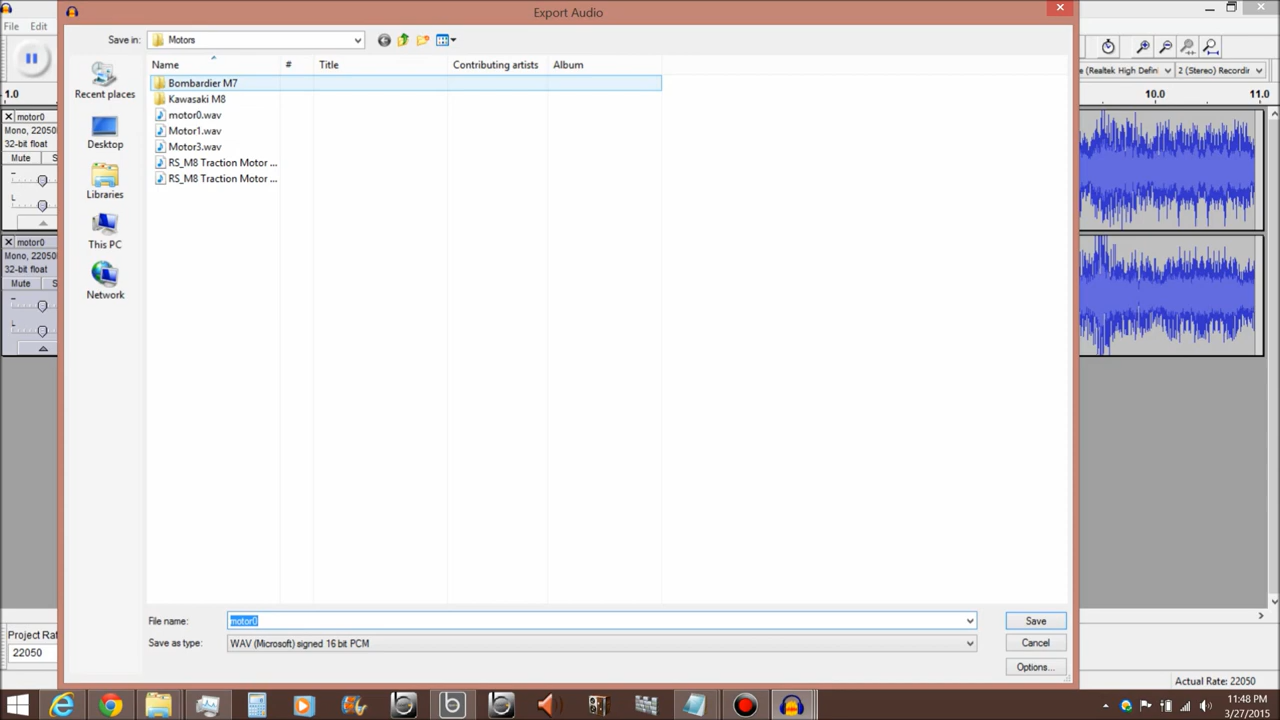 Export Audio
File Edit
Save in: Motors
Name # Title Contributing artists Album
Recent places
Desktop
Libraries
This PC
Network
Bombardier M7
Kawasaki M8
motor0.wav
Motor1.wav
Motor3.wav
RS_M8 Traction Motor ...
RS_M8 Traction Motor ...
File name: motor0
Save as type: WAV (Microsoft) signed 16 bit PCM
Save
Cancel
Options...
1.0
motor0
Mono, 22050
32-bit float
Mute S
L
motor0
Mono, 22050
32-bit float
Mute S
L
e (Realtek High Defin 2 (Stereo) Recordin
10.0 11.0
Project Rat
22050
Actual Rate: 22050
11:48 PM
3/27/2015